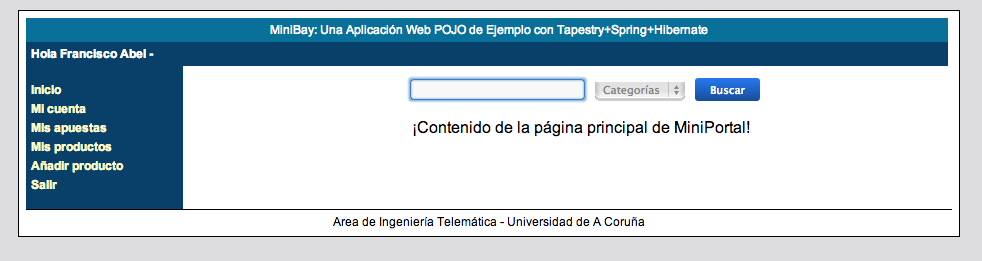 MiniBay: Una Aplicación Web POJO de Ejemplo con Tapestry+Spring+Hibernate
Hola Francisco Abel -
Inicio
Mi cuenta
Mis apuestas
Mis productos
Añadir producto
Salir
Categorías Buscar
¡Contenido de la página principal de MiniPortal!
Area de Ingeniería Telemática - Universidad de A Coruña